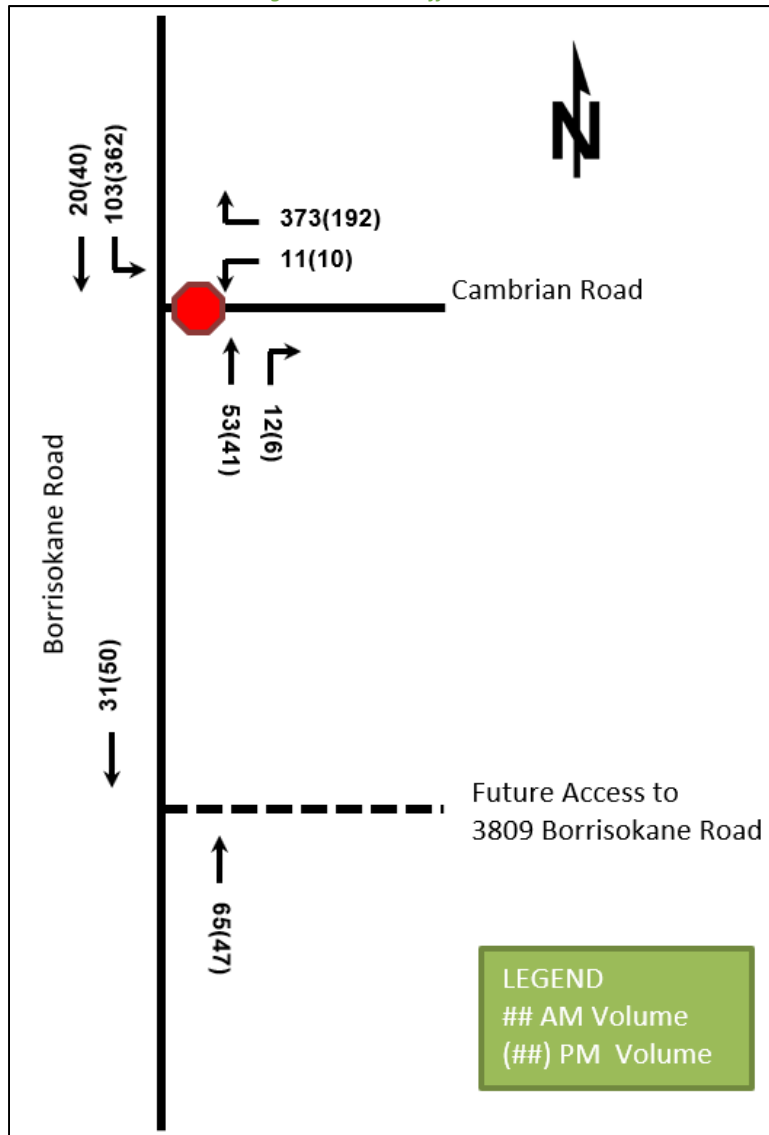 20(40)
103(362)
N
373(192)
11(10)
Cambrian Road
53(41)
12(6)
Borrisokane Road
31(50)
Future Access to
3809 Borrisokane Road
65(47)
LEGEND
## AM Volume
(##) PM Volume